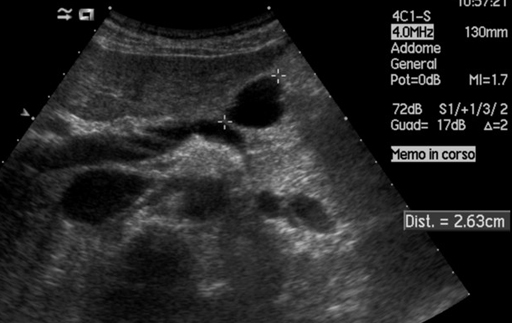 10:57:21
4C1-S
4.0MHz 130mm
Addome
General
Pot=0dB MI=1.7
72dB S1/+1/3/2
Guad= 17dB Δ=2
Memo in corso
Dist. = 2.63cm